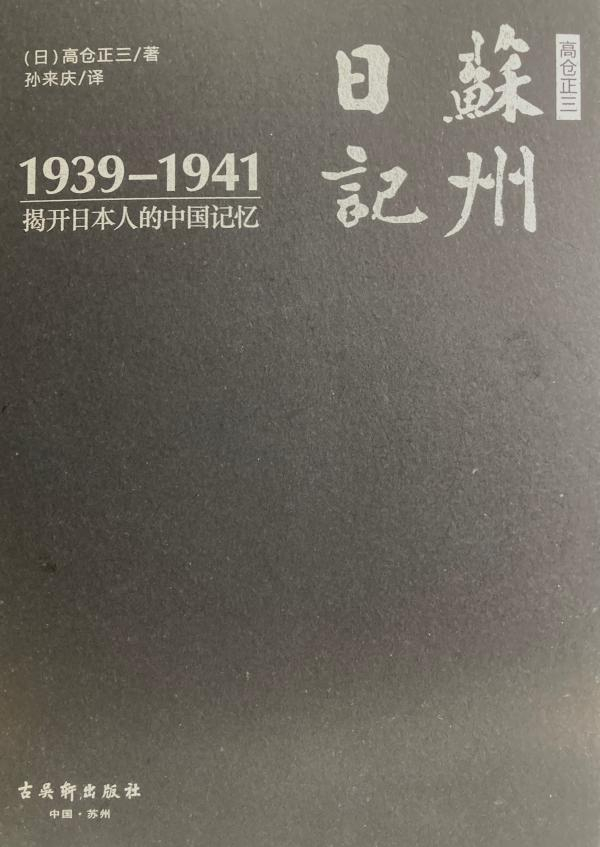 高仓正三
蘇州
日記
(日)高仓正三/著
孙来庆/译
1939–1941
揭开日本人的中国记忆
古吴轩出版社
中国·苏州